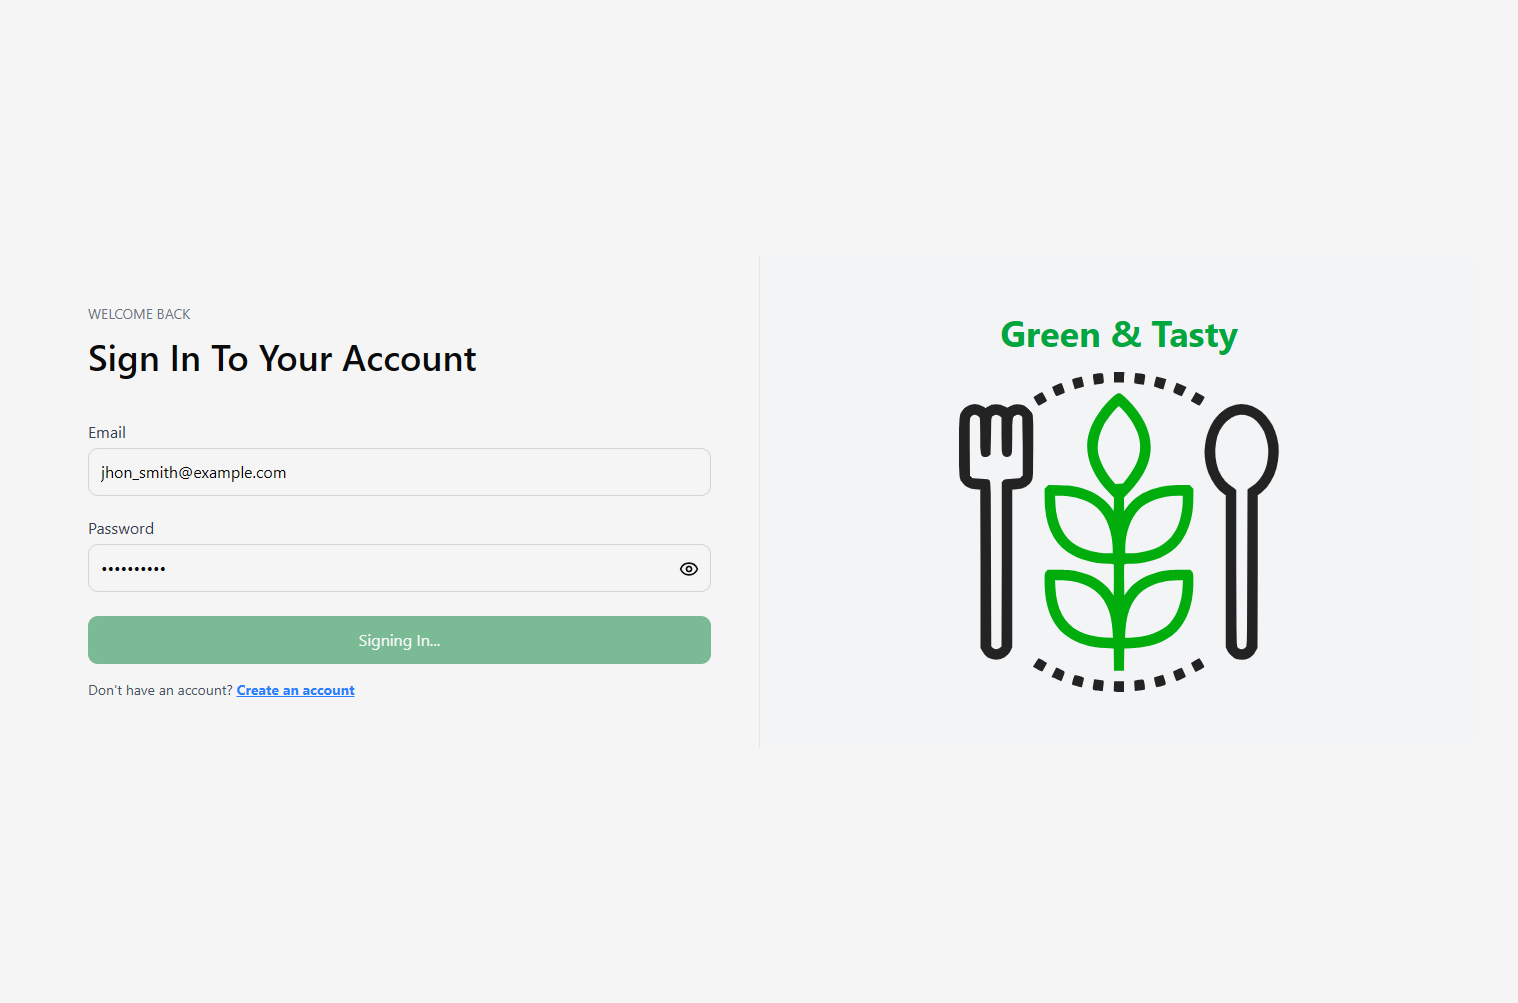 WELCOME BACK
Sign In To Your Account
Email
jhon_smith@example.com
Password
••••••••••
Signing In...
Don't have an account? Create an account
Green & Tasty